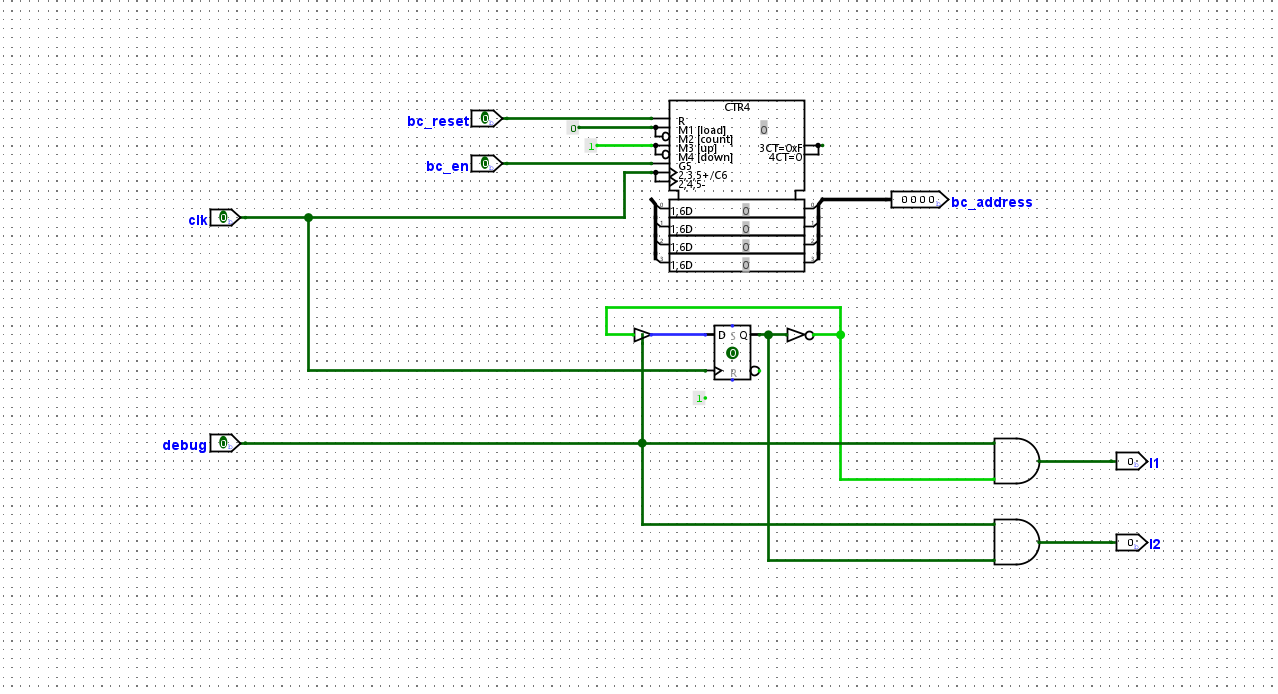 CTR4
bc_reset
0
R
0
M1 [load]
0
M2 [count]
1
M3 [up]
3CT=0xF
M4 [down]
4CT=0
bc_en
0
G5
2,3,5+/C6
2,4,5-
0000
bc_address
clk
0
1,6D
0
1,6D
0
1,6D
0
1,6D
0
D
S
Q
0
R
1
debug
0
0
l1
0
l2